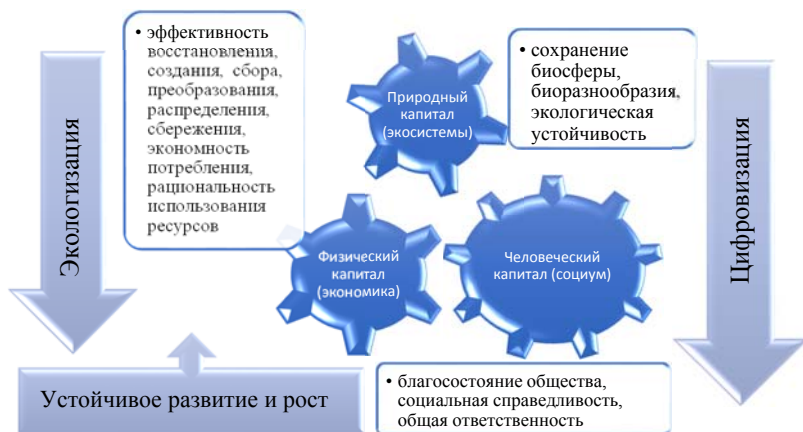 Экологизация
• эффективность
восстановления,
создания, сбора,
преобразования,
распределения,
сбережения,
экономность
потребления,
рациональность
использования
ресурсов
Природный
капитал
(экосистемы)
• сохранение
биосферы,
биоразнообразия,
экологическая
устойчивость
Цифровизация
Физический
капитал
(экономика)
Человеческий
капитал (социум)
Устойчивое развитие и рост
• благосостояние общества,
социальная справедливость,
общая ответственность